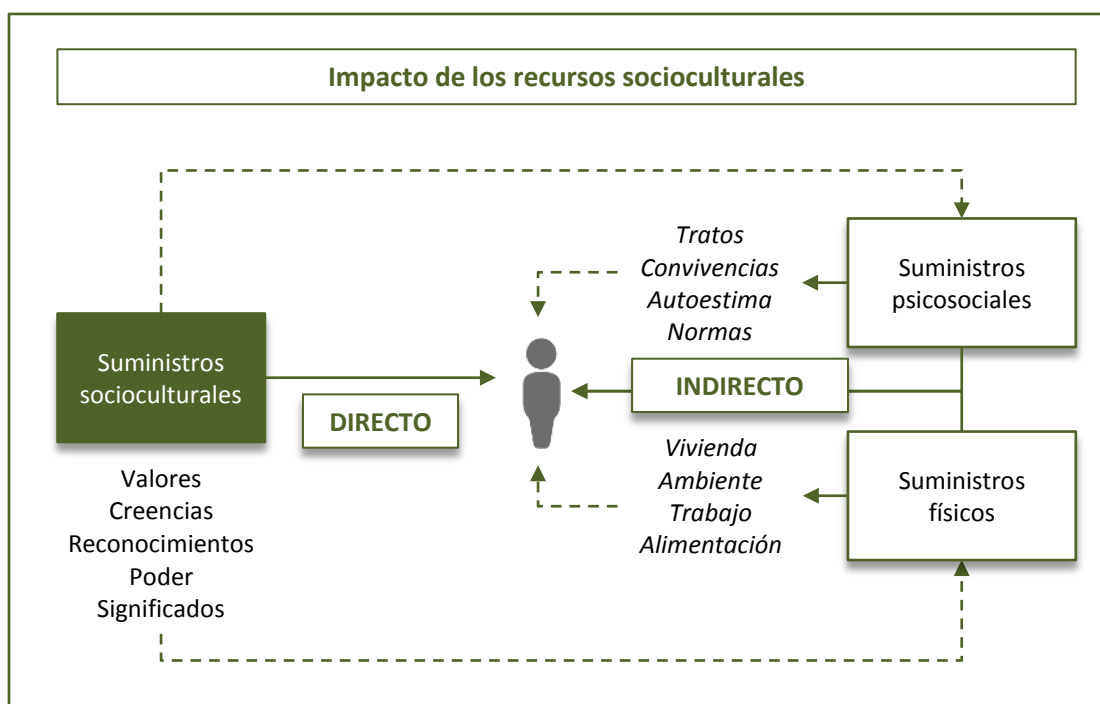 Impacto de los recursos socioculturales
Suministros
socioculturales
Valores
Creencias
Reconocimientos
Poder
Significados
DIRECTO
Tratos
Convivencias
Autoestima
Normas
INDIRECTO
Vivienda
Ambiente
Trabajo
Alimentación
Suministros
psicosociales
Suministros
físicos